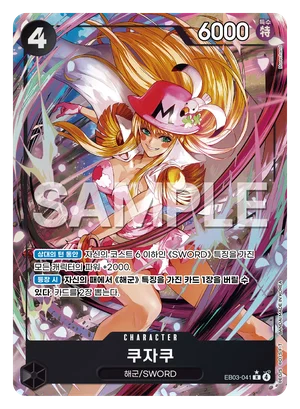 4
6000
특수
特
M
SAMPLE
상대의 턴 동안 자신의 코스트 6 이하인 《SWORD》 특징을 가진
모든 캐릭터의 파워 +2000.
등장 시 자신의 패에서 《해군》 특징을 가진 카드 1장을 버릴 수
있다: 카드를 2장 뽑는다.
CHARACTER
쿠자쿠
해군/SWORD
EB03-041 R